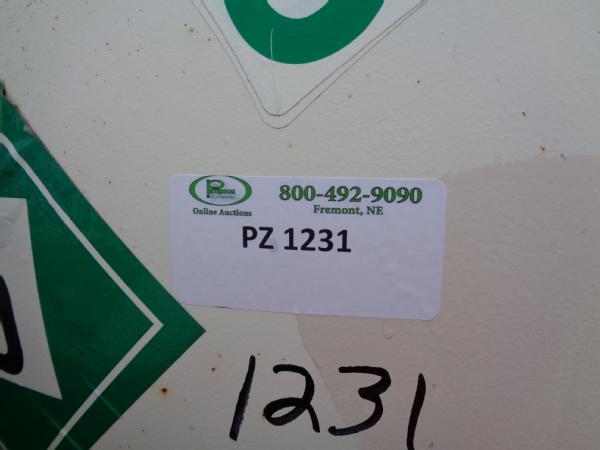 800-492-9090
Online Auctions
Fremont, NE
PZ 1231
1231